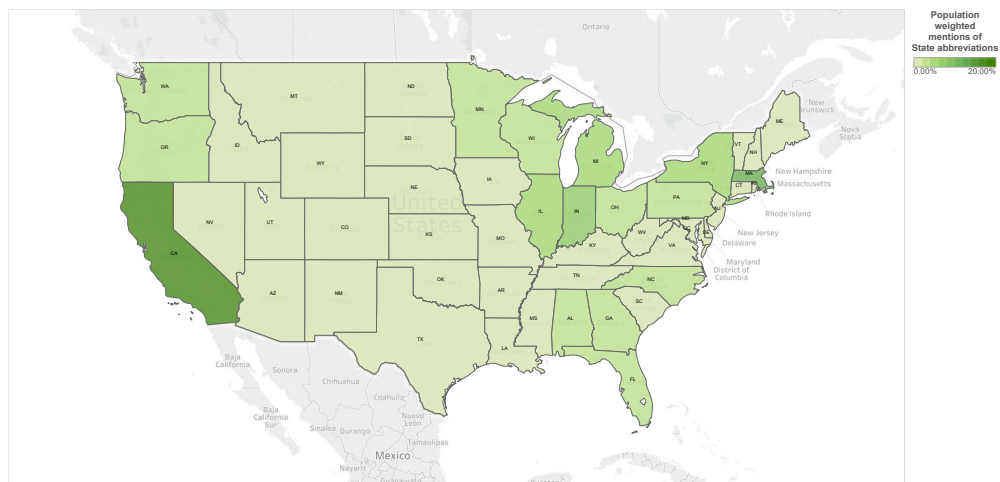 Population
weighted
mentions of
State abbreviations
0.00% 20.00%
Ontario
D
WA
MT
ND
MN
ME
New
Brunswick
Nova
Scotia
OR
ID
SD
WI
MI
NY
VT
NH
New Hampshire
MA
Massachusetts
CT
WY
IA
NE
PA
Rhode Island
NV
UT
CO
United
States
KS
IL
IN
OH
NJ
New Jersey
MD
DE
Delaware
Maryland
District of
Columbia
CA
MO
KY
WV
VA
AZ
NM
OK
AR
TN
NC
SC
TX
LA
MS
AL
GA
FL
Baja
California
Sonora
Chihuahua
Coahuila
Baja
California
Sur
Sinaloa
Durango
Nuevo
León
Tamaulipas
Mexico
Nayarit